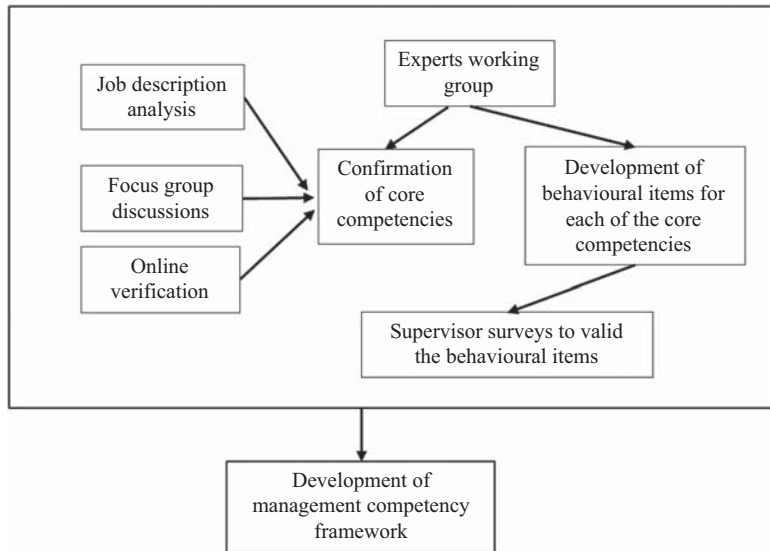 Job description
analysis
Experts working
group
Focus group
discussions
Confirmation
of core
competencies
Development of
behavioural items for
each of the core
competencies
Online
verification
Supervisor surveys to valid
the behavioural items
Development of
management competency
framework